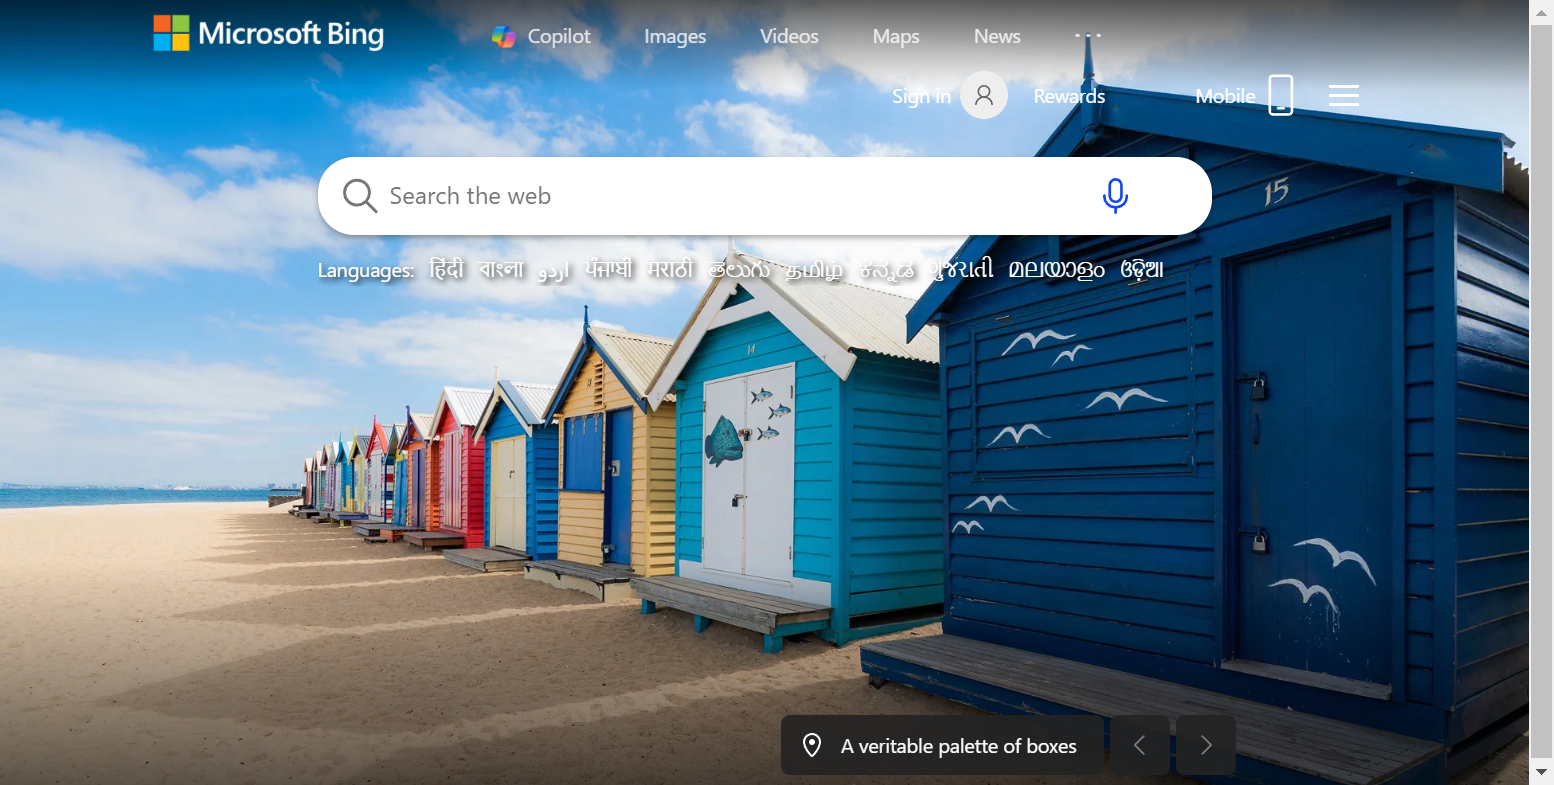 Microsoft Bing
Copilot Images Videos Maps News
Sign in Rewards Mobile
Search the web
Languages: हिंदी বাংলা اردو ਪੰਜਾਬੀ मराठी తెలుగు தமிழ் ಕನ್ನಡ ગુજરાતી മലയാളം ଓଡ଼ିଆ
15
14
A veritable palette of boxes